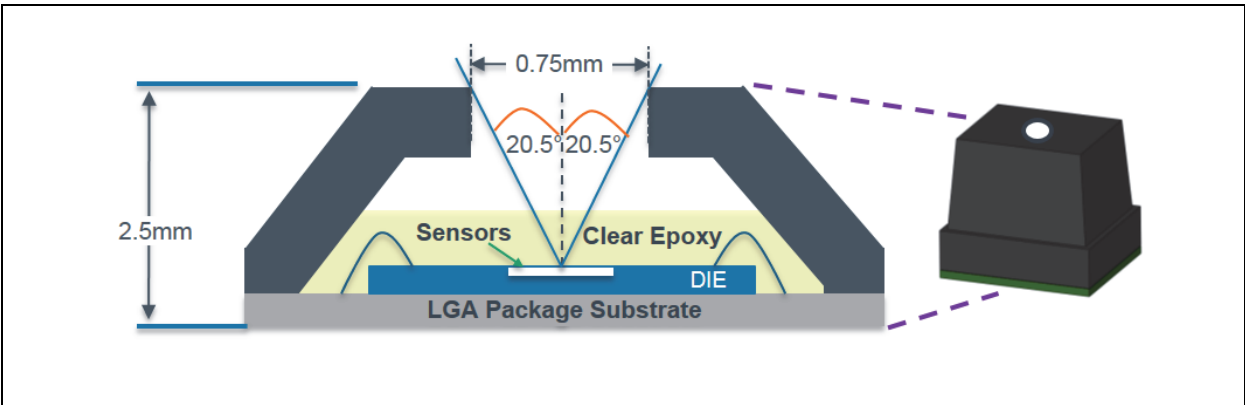 0.75mm
20.5° 20.5°
2.5mm
Sensors Clear Epoxy
DIE
LGA Package Substrate